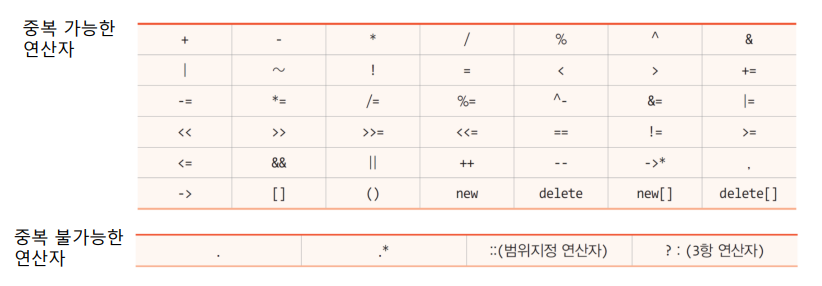 중복 가능한
연산자
+ - * / % ^ &
| ~ ! = < > +=
-= *= /= %= ^- &= |=
<< >> >>= <<= == != >=
<= && || ++ -- ->* .
-> [] () new delete new[] delete[]
중복 불가능한
연산자
. .* ::(범위지정 연산자) ? : (3항 연산자)